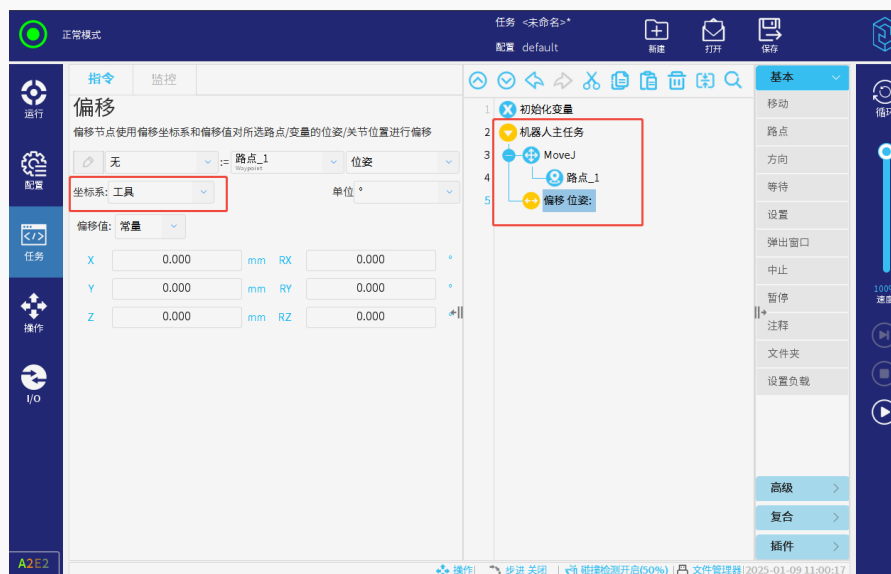 正常模式
任务 <未命名>*
配置 default
新建
打开
保存
运行
配置
任务
操作
I/O
A2E2
指令 监控
偏移
偏移节点使用偏移坐标系和偏移值对所选路点/变量的位姿/关节位置进行偏移
无 := 路点_1 位姿
Waypoint
坐标系: 工具 单位 °
偏移值: 常量
X 0.000 mm RX 0.000 °
Y 0.000 mm RY 0.000 °
Z 0.000 mm RZ 0.000 °
1 初始化变量
2 机器人主任务
3 MoveJ
4 路点_1
5 偏移 位姿:
基本
移动
路点
方向
等待
设置
弹出窗口
中止
暂停
注释
文件夹
设置负载
高级
复合
插件
循环
100%
速度
操作 步进 关闭 碰撞检测开启(50%) 文件管理器 2025-01-09 11:00:17